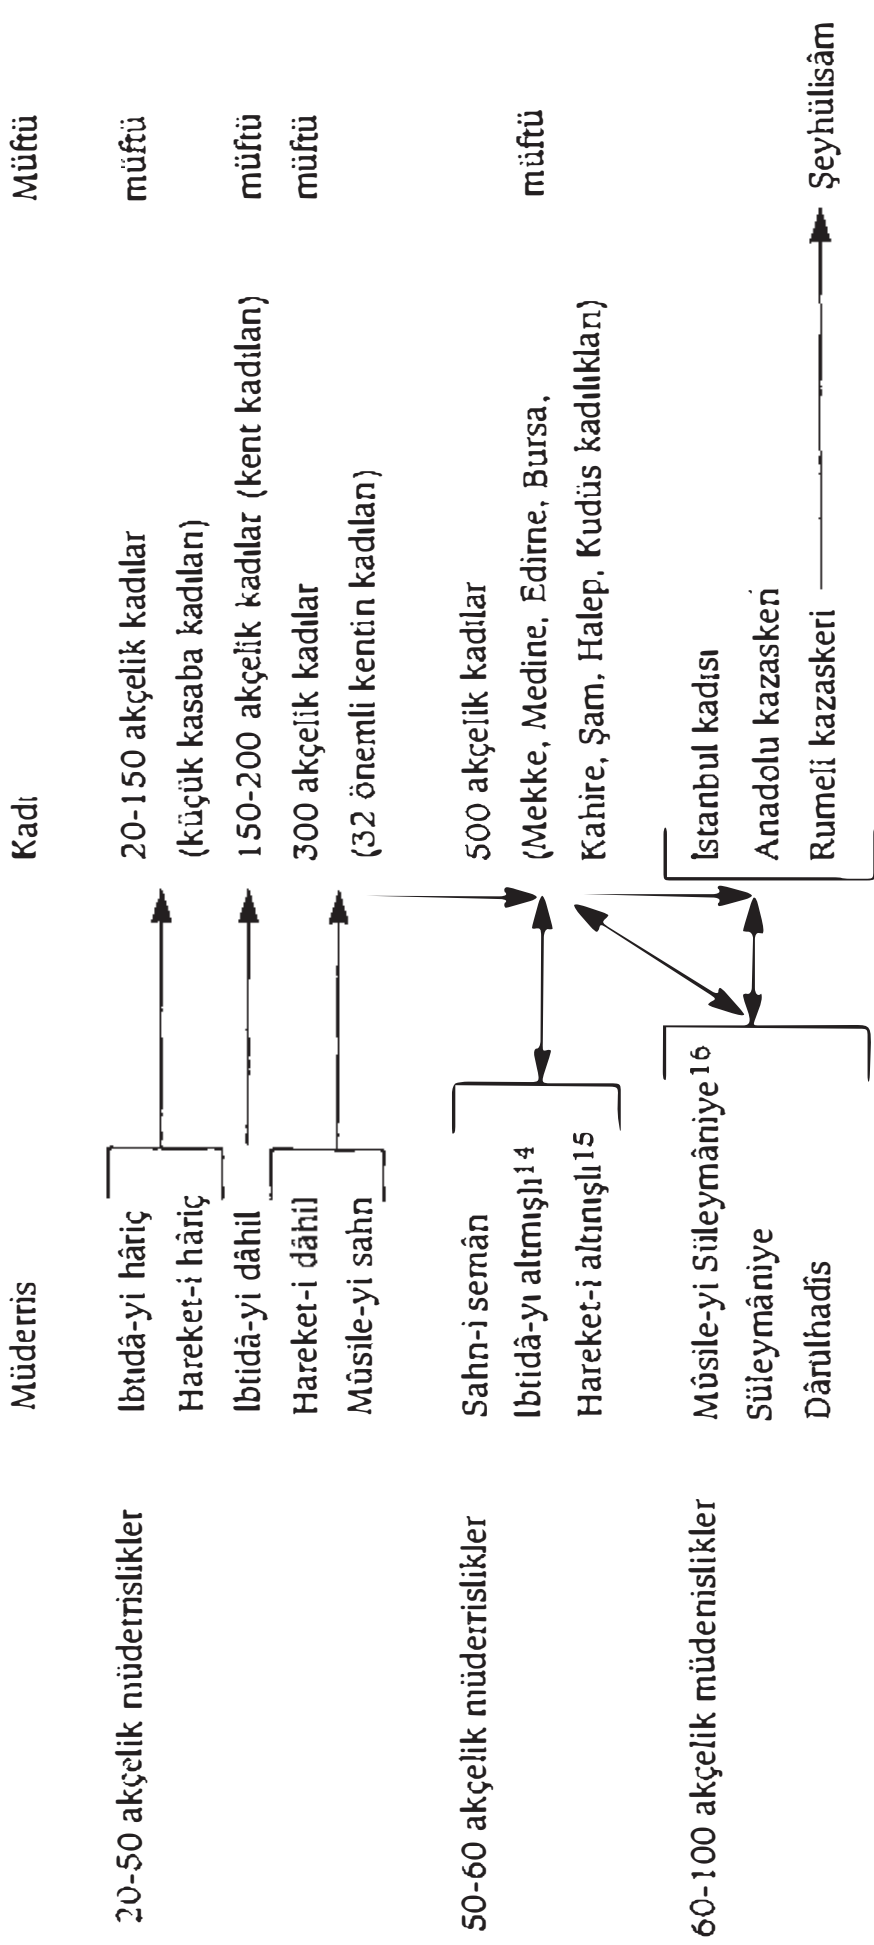 Müderris Kadı Müftü
20-50 akçelik müderrislikler İbtidâ-yi hâriç 20-150 akçelik kadılar müftü
Hareket-i hâriç (küçük kasaba kadıları)
İbtidâ-yi dâhil 150-200 akçelik kadılar (kent kadıları) müftü
Hareket-i dâhil 300 akçelik kadılar müftü
Mûsile-yi sahn (32 önemli kentin kadıları)
50-60 akçelik müderrislikler Sahn-i semân 500 akçelik kadılar
İbtidâ-yı altmışlı14 (Mekke, Medine, Edirne, Bursa, müftü
Hareket-i altmışlı15 Kahire, Şam, Halep, Kudüs kadılıkları)
60-100 akçelik müderrislikler Mûsile-yi Süleymâniye16 İstanbul kadısı
Süleymâniye Anadolu kazaskeri
Dârülhadîs Rumeli kazaskeri Şeyhülisâm